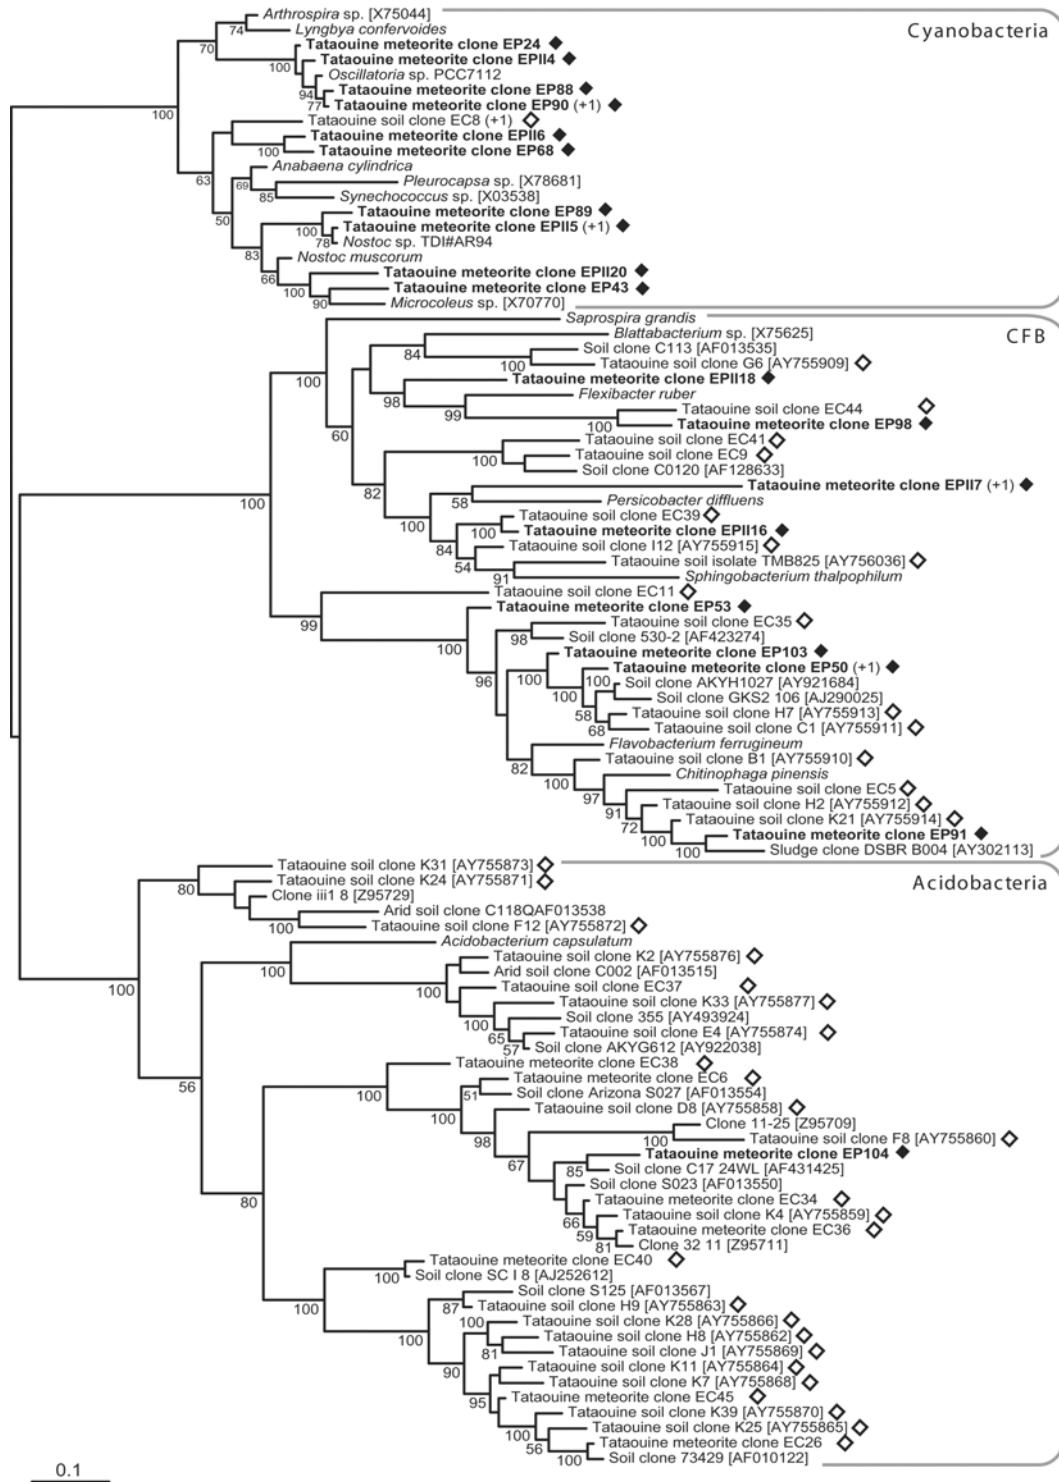 Arthrospira sp. [X75044]
Cyanobacteria
74
Lyngbya confervoides
70
Tataouine meteorite clone EP24
100
Tataouine meteorite clone EPII4
Oscillatoria sp. PCC7112
94
Tataouine meteorite clone EP88
77
Tataouine meteorite clone EP90 (+1)
100
Tataouine soil clone EC8 (+1)
Tataouine meteorite clone EPII6
100
Tataouine meteorite clone EP68
63
Anabaena cylindrica
69
Pleurocapsa sp. [X78681]
85
Synechococcus sp. [X03538]
50
Tataouine meteorite clone EP89
100
Tataouine meteorite clone EPII5 (+1)
78
Nostoc sp. TDI#AR94
83
Nostoc muscorum
66
Tataouine meteorite clone EPII20
100
Tataouine meteorite clone EP43
90
Microcoleus sp. [X70770]
Saprospira grandis
CFB
Blattabacterium sp. [X75625]
84
Soil clone C113 [AF013535]
100
Tataouine soil clone G6 [AY755909]
100
Tataouine meteorite clone EPII18
98
Flexibacter ruber
99
Tataouine soil clone EC44
100
Tataouine meteorite clone EP98
60
Tataouine soil clone EC41
100
Tataouine soil clone EC9
Soil clone C0120 [AF128633]
82
Tataouine meteorite clone EPII7 (+1)
58
Persicobacter diffluens
100
Tataouine soil clone EC39
100
Tataouine meteorite clone EPII16
84
Tataouine soil clone I12 [AY755915]
54
Tataouine soil isolate TMB825 [AY756036]
91
Sphingobacterium thalpophilum
100
Tataouine soil clone EC11
99
Tataouine meteorite clone EP53
100
Tataouine soil clone EC35
98
Soil clone 530-2 [AF423274]
96
Tataouine meteorite clone EP103
100
Tataouine meteorite clone EP50 (+1)
100
100
Soil clone AKYH1027 [AY921684]
Soil clone GKS2 106 [AJ290025]
58
Tataouine soil clone H7 [AY755913]
68
Tataouine soil clone C1 [AY755911]
Flavobacterium ferrugineum
82
Tataouine soil clone B1 [AY755910]
100
Chitinophaga pinensis
97
Tataouine soil clone EC5
91
Tataouine soil clone H2 [AY755912]
72
Tataouine soil clone K21 [AY755914]
100
Tataouine meteorite clone EP91
100
Sludge clone DSBR B004 [AY302113]
Tataouine soil clone K31 [AY755873]
80
Tataouine soil clone K24 [AY755871]
Acidobacteria
Clone iii1 8 [Z95729]
Arid soil clone C118QAF013538
100
Tataouine soil clone F12 [AY755872]
Acidobacterium capsulatum
100
Tataouine soil clone K2 [AY755876]
100
Arid soil clone C002 [AF013515]
100
Tataouine soil clone EC37
Tataouine soil clone K33 [AY755877]
100
Soil clone 355 [AY493924]
65
Tataouine soil clone E4 [AY755874]
57
Soil clone AKYG612 [AY922038]
56
Tataouine meteorite clone EC38
100
Tataouine meteorite clone EC6
51
Soil clone Arizona S027 [AF013554]
100
Tataouine soil clone D8 [AY755858]
98
Clone 11-25 [Z95709]
100
Tataouine soil clone F8 [AY755860]
67
Tataouine meteorite clone EP104
85
Soil clone C17 24WL [AF431425]
Soil clone S023 [AF013550]
80
Tataouine meteorite clone EC34
66
Tataouine soil clone K4 [AY755859]
59
Tataouine meteorite clone EC36
81
Clone 32 11 [Z95711]
Tataouine meteorite clone EC40
100
Soil clone SC I 8 [AJ252612]
100
Soil clone S125 [AF013567]
87
Tataouine soil clone H9 [AY755863]
100
Tataouine soil clone K28 [AY755866]
100
Tataouine soil clone H8 [AY755862]
81
Tataouine soil clone J1 [AY755869]
90
Tataouine soil clone K11 [AY755864]
Tataouine soil clone K7 [AY755868]
95
Tataouine meteorite clone EC45
Tataouine soil clone K39 [AY755870]
100
Tataouine soil clone K25 [AY755865]
56
Tataouine meteorite clone EC26
100
Soil clone 73429 [AF010122]
0.1